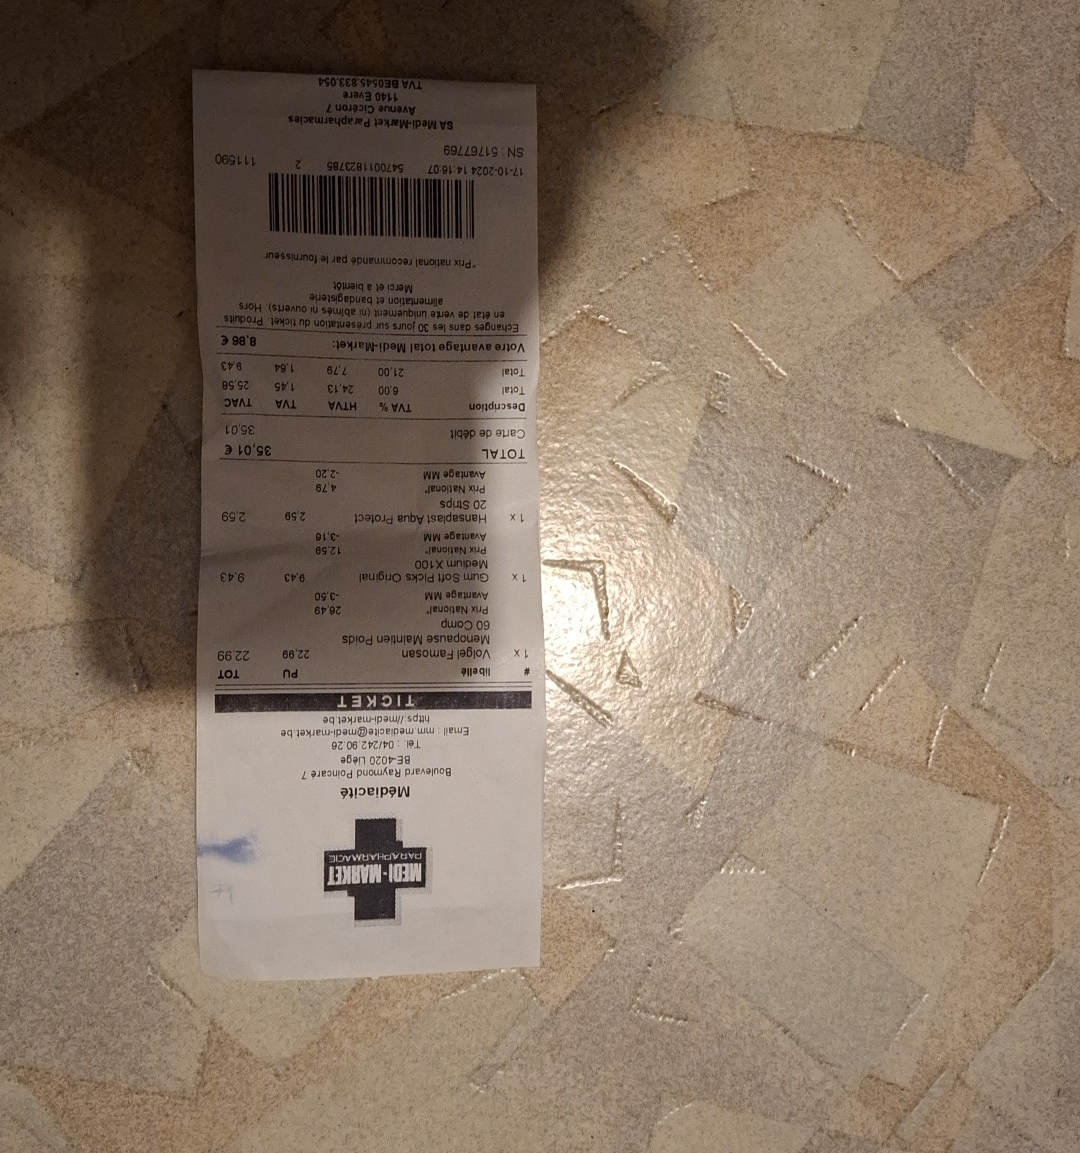 MEDI-MARKET
PARAPHARMACIE
Médiacité
Boulevard Raymond Poincaré 7
BE-4020 Liège
Tél. : 04/242.90.26
Email : mm.mediacite@medi-market.be
https://medi-market.be
TICKET
# libellé PU TOT
1 x Volgel Famosan 22,99 22,99
Menopause Maintien Poids
60 Comp
Prix National* 26,49
Avantage MM -3,50
1 x Gum Soft Picks Original 9,43 9,43
Medium X100
Prix National* 12,59
Avantage MM -3,16
1 x Hansaplast Aqua Protect 2,59 2,59
20 Strips
Prix National* 4,79
Avantage MM -2,20
TOTAL 35,01 €
Carte de débit 35,01
Description TVA % HTVA TVA TVAC
Total 6,00 24,13 1,45 25,58
Total 21,00 7,79 1,64 9,43
Votre avantage total Medi-Market: 8,86 €
Echanges dans les 30 jours sur présentation du ticket. Produits
en état de vente uniquement (ni abîmés ni ouverts). Hors
alimentation et bandagisterie
Merci et à bientôt
*Prix national recommandé par le fournisseur
17-10-2024 14:16:07 5470011823785 2 111590
SN : 51767769
SA Medi-Market Parapharmacies
Avenue Cicéron 7
1140 Evere
TVA BE0545.833.054